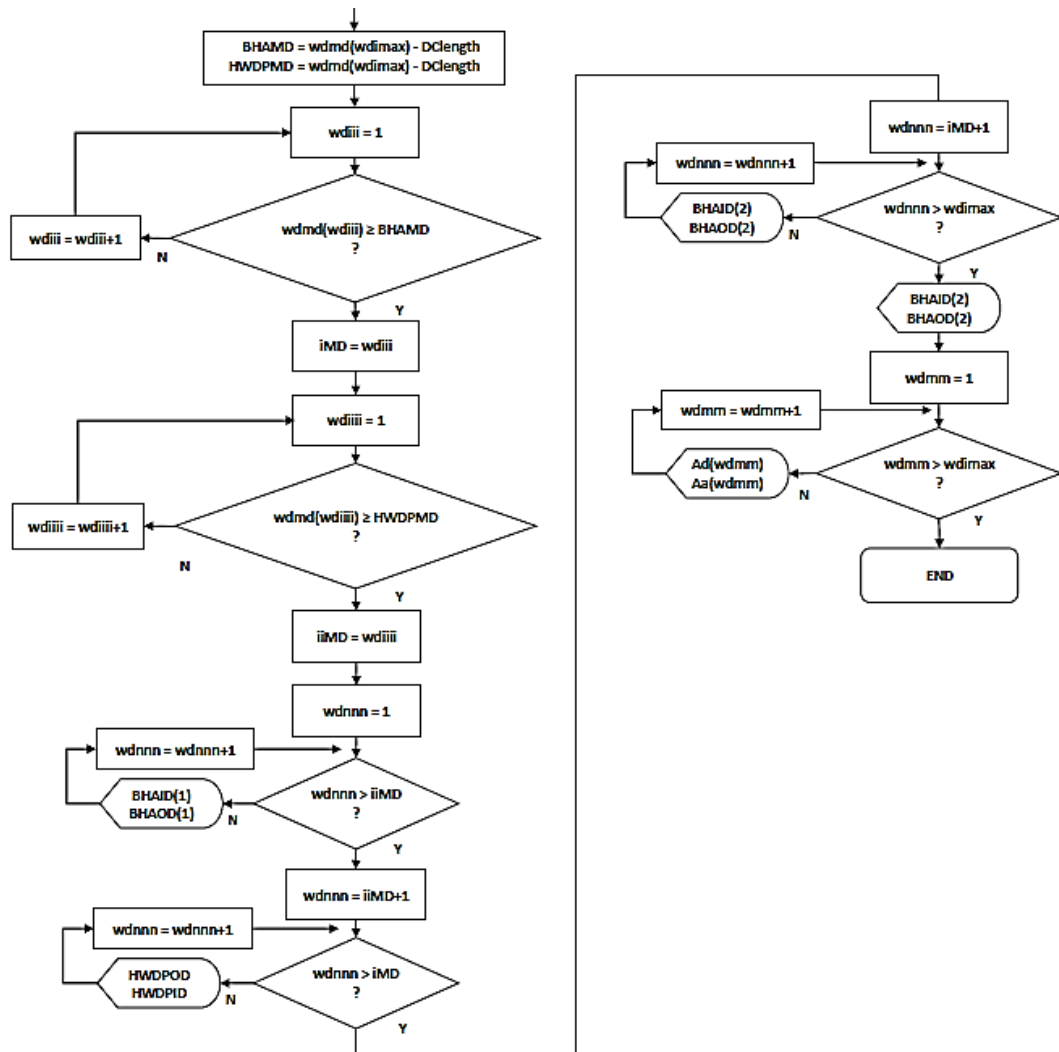 BHAMD = wdmd(wdimax) - DClength
HWDPMD = wdmd(wdimax) - DClength
wdiii = 1
wdmd(wdiii) ≥ BHAMD
?
wdiii = wdiii+1
N
Y
iMD = wdiii
wdiiii = 1
wdmd(wdiiii) ≥ HWDPMD
?
wdiiii = wdiiii+1
N
Y
iiMD = wdiiii
wdnnn = 1
wdnnn = wdnnn+1
wdnnn > iiMD
?
BHAID(1)
BHAOD(1)
N
Y
wdnnn = iiMD+1
wdnnn = wdnnn+1
wdnnn > iMD
?
HWDPOD
HWDPID
N
Y
wdnnn = iMD+1
wdnnn = wdnnn+1
wdnnn > wdimax
?
BHAID(2)
BHAOD(2)
N
Y
BHAID(2)
BHAOD(2)
wdmm = 1
wdmm = wdmm+1
wdmm > wdimax
?
Ad(wdmm)
Aa(wdmm)
N
Y
END